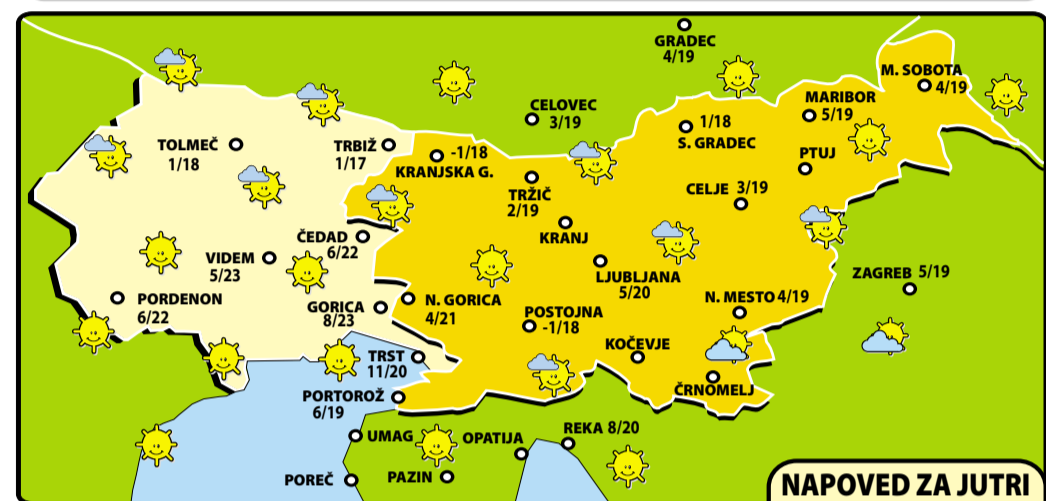 GRADEC
4/19
M. SOBOTA
4/19
MARIBOR
5/19
CELOVEC
3/19
1/18
S. GRADEC
TOLMEČ
1/18
TRBIŽ
1/17
-1/18
KRANJSKA G.
PTUJ
TRŽIČ
2/19
CELJE 3/19
KRANJ
ČEDAD
6/22
VIDEM
5/23
LJUBLJANA
5/20
ZAGREB 5/19
PORDENON
6/22
GORICA
8/23
N. GORICA
4/21
N. MESTO 4/19
POSTOJNA
-1/18
KOČEVJE
TRST
11/20
ČRNOMELJ
PORTOROŽ
6/19
UMAG
OPATIJA
REKA 8/20
POREČ
PAZIN
NAPOVED ZA JUTRI